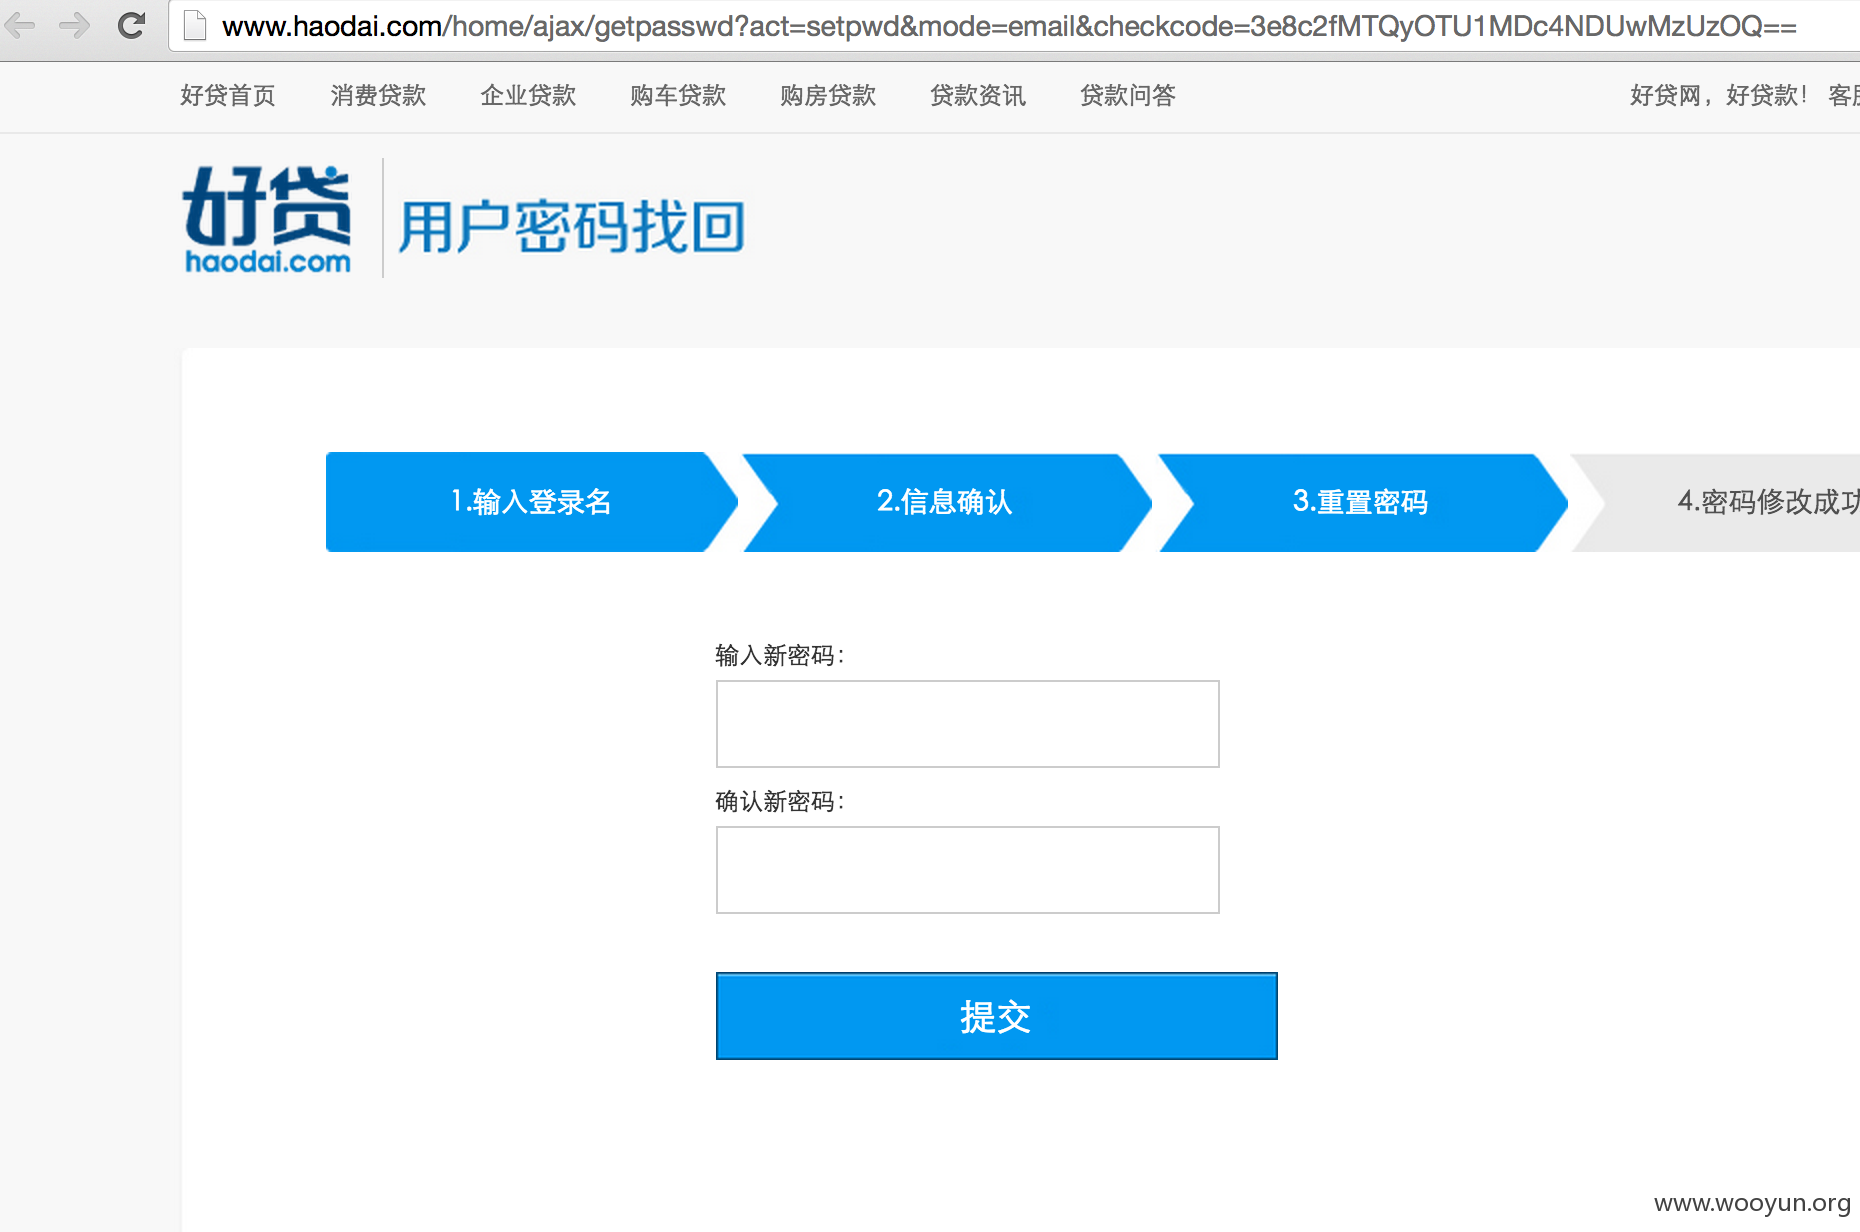 www.haodai.com/home/ajax/getpasswd?act=setpwd&mode=email&checkcode=3e8c2fMTQyOTU1MDc4NDUwMzUzOQ==
好贷首页 消费贷款 企业贷款 购车贷款 购房贷款 贷款资讯 贷款问答 好贷网，好贷款！ 客服
好贷
haodai.com
用户密码找回
1.输入登录名 2.信息确认 3.重置密码 4.密码修改成功
输入新密码：
确认新密码：
提交
www.wooyun.org